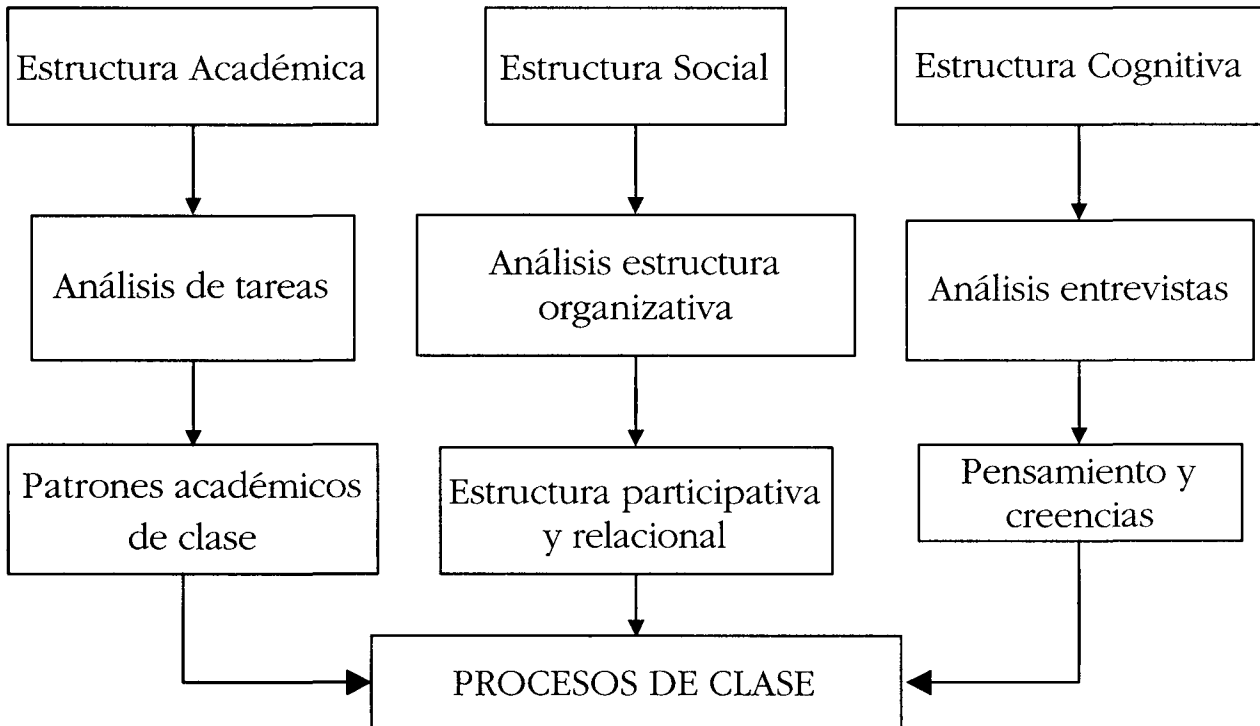 Estructura Académica
Estructura Social
Estructura Cognitiva
Análisis de tareas
Análisis estructura
organizativa
Análisis entrevistas
Patrones académicos
de clase
Estructura participativa
y relacional
Pensamiento y
creencias
PROCESOS DE CLASE